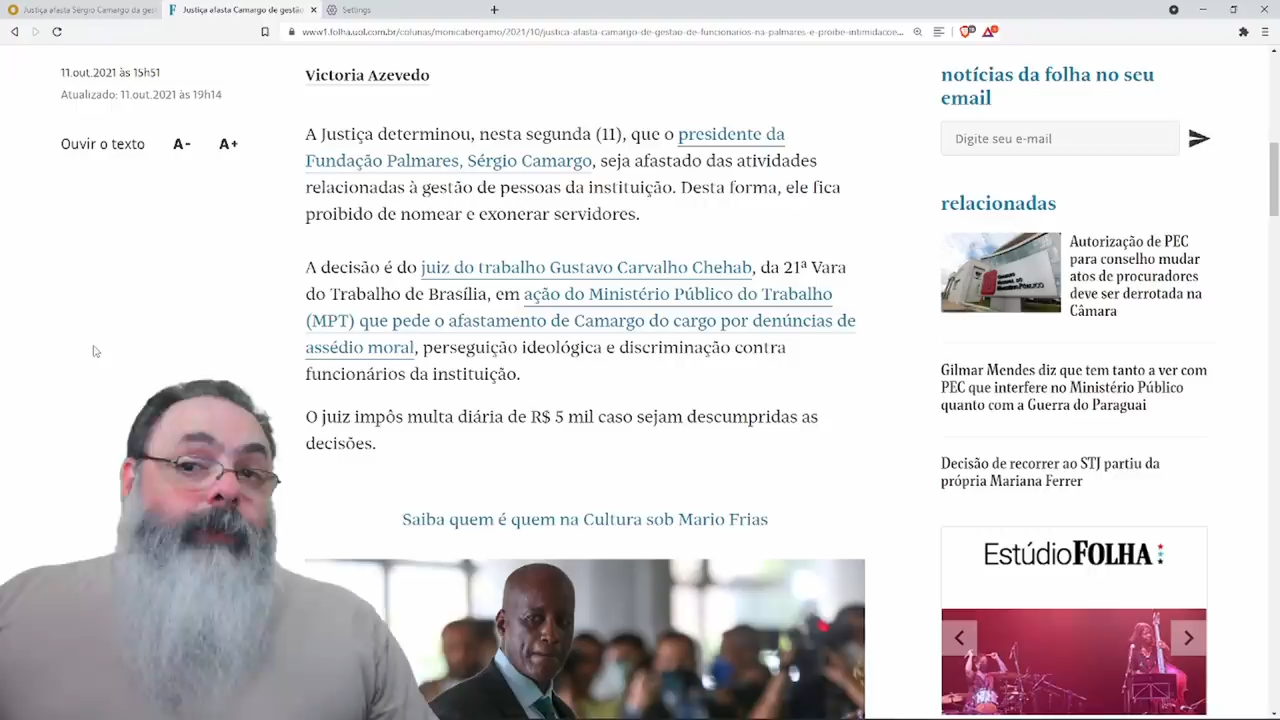 Justiça afasta Sérgio Camargo da gest
Justiça afasta Camargo de gestão
Settings
www1.folha.uol.com.br/colunas/monicabergamo/2021/10/justica-afasta-camargo-de-gestao-de-funcionarios-na-palmares-e-proibe-intimidacoe...
11.out.2021 às 15h51
Atualizado: 11.out.2021 às 19h14
Ouvir o texto A- A+
Victoria Azevedo
A Justiça determinou, nesta segunda (11), que o presidente da
Fundação Palmares, Sérgio Camargo, seja afastado das atividades
relacionadas à gestão de pessoas da instituição. Desta forma, ele fica
proibido de nomear e exonerar servidores.
A decisão é do juiz do trabalho Gustavo Carvalho Chehab, da 21ª Vara
do Trabalho de Brasília, em ação do Ministério Público do Trabalho
(MPT) que pede o afastamento de Camargo do cargo por denúncias de
assédio moral, perseguição ideológica e discriminação contra
funcionários da instituição.
O juiz impôs multa diária de R$ 5 mil caso sejam descumpridas as
decisões.
Saiba quem é quem na Cultura sob Mario Frias
notícias da folha no seu
email
Digite seu e-mail
relacionadas
Autorização de PEC
para conselho mudar
atos de procuradores
deve ser derrotada na
Câmara
Gilmar Mendes diz que tem tanto a ver com
PEC que interfere no Ministério Público
quanto com a Guerra do Paraguai
Decisão de recorrer ao STJ partiu da
própria Mariana Ferrer
EstúdioFOLHA